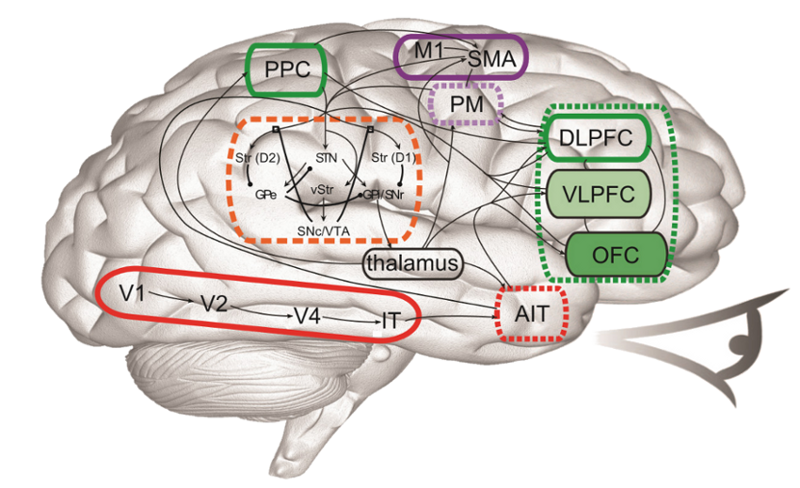 M1
SMA
PPC
PM
DLPFC
Str (D2)
STN
Str (D1)
VLPFC
GPe
vStr
GPi/SNr
SNc/VTA
OFC
thalamus
V1
V2
V4
IT
AIT